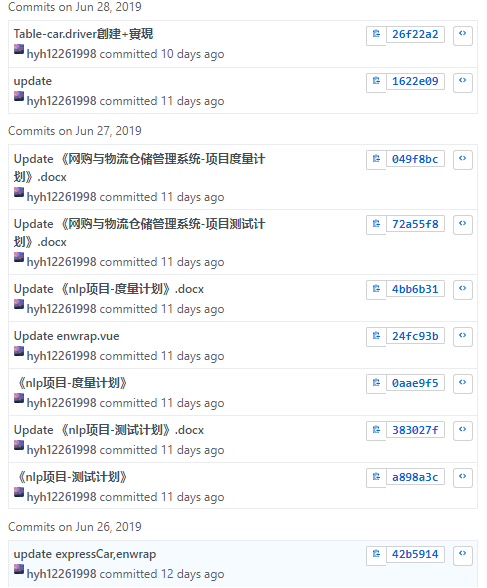 Commits on Jun 28, 2019
Table-car.driver創建+實現
26f22a2
hyh12261998 committed 10 days ago
update
1622e09
hyh12261998 committed 11 days ago
Commits on Jun 27, 2019
Update 《网购与物流仓储管理系统-项目度量计
划》.docx
049f8bc
hyh12261998 committed 11 days ago
Update 《网购与物流仓储管理系统-项目测试计
划》.docx
72a55f8
hyh12261998 committed 11 days ago
Update 《nlp项目-度量计划》.docx
4bb6b31
hyh12261998 committed 11 days ago
Update enwrap.vue
24fc93b
hyh12261998 committed 11 days ago
《nlp项目-度量计划》
0aae9f5
hyh12261998 committed 11 days ago
Update 《nlp项目-测试计划》.docx
383027f
hyh12261998 committed 11 days ago
《nlp项目-测试计划》
a898a3c
hyh12261998 committed 11 days ago
Commits on Jun 26, 2019
update expressCar,enwrap
42b5914
hyh12261998 committed 12 days ago